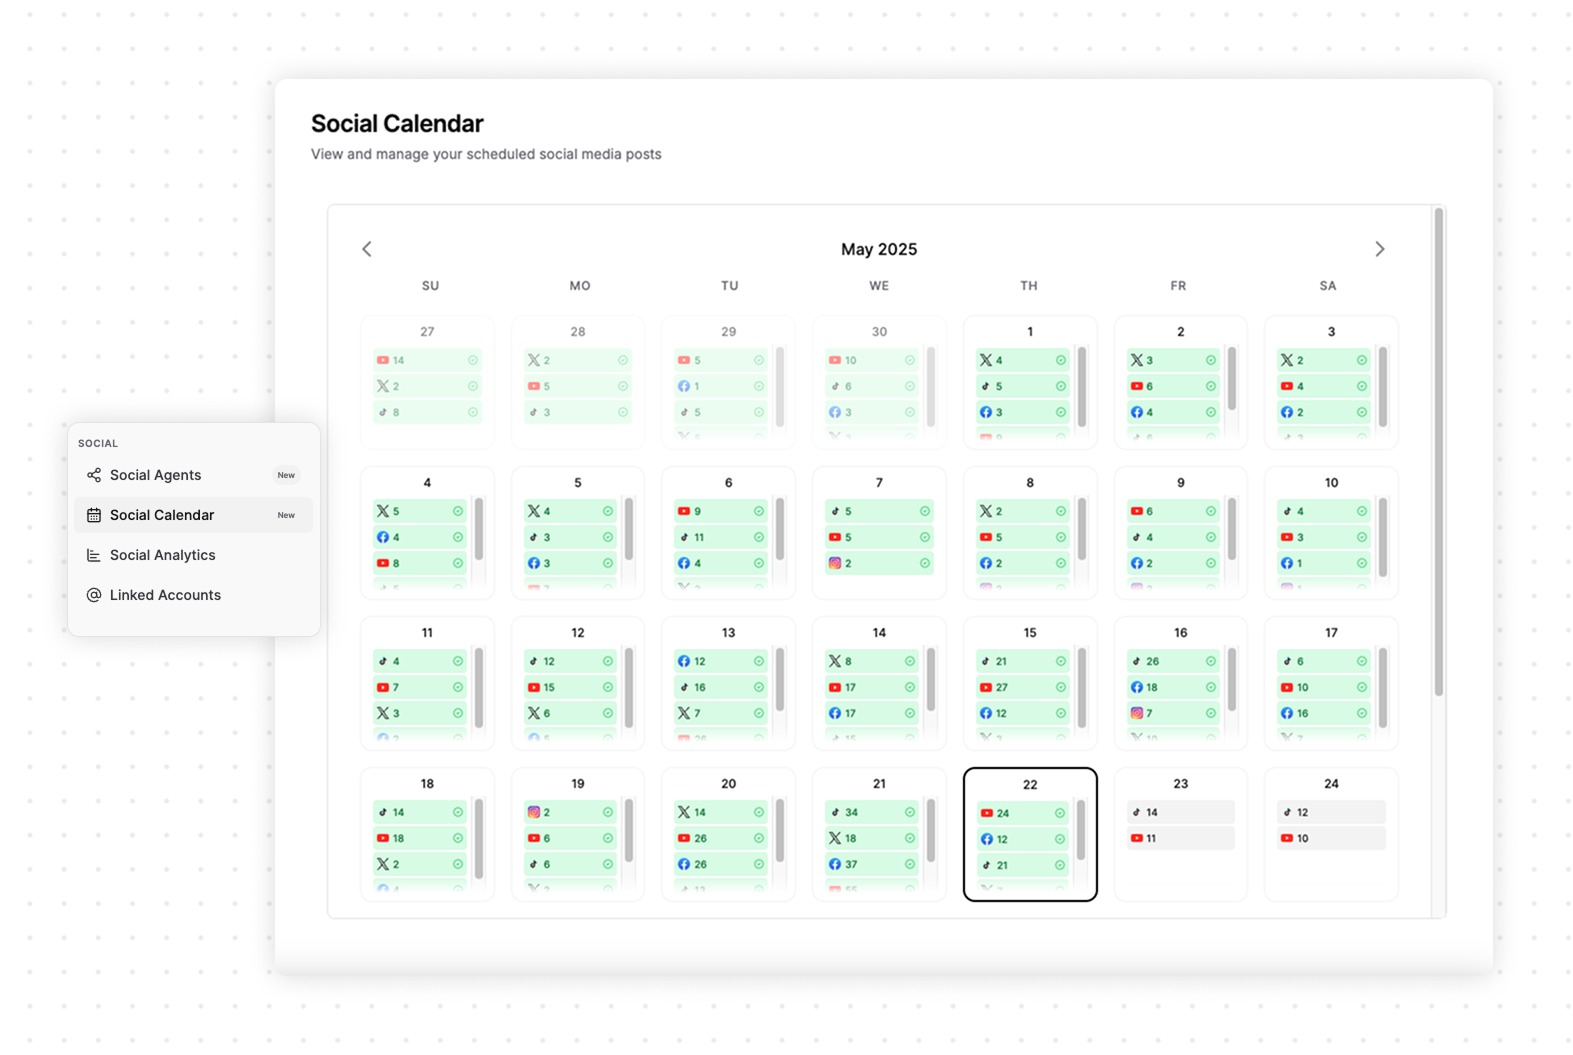 Social Calendar
View and manage your scheduled social media posts
May 2025
SU MO TU WE TH FR SA
27 28 29 30 1 2 3
14 2 5 10 4 3 2
2 5 1 6 5 6 4
8 3 5 3 3 4 2
4 5 6 7 8 9 10
5 4 9 5 2 6 4
4 3 11 5 5 4 3
8 3 4 2 2 2 1
11 12 13 14 15 16 17
4 12 12 8 21 26 6
7 15 16 17 27 18 10
3 6 7 17 12 7 16
18 19 20 21 22 23 24
14 2 14 34 24 14 12
18 6 26 18 12 11 10
2 6 26 37 21
SOCIAL
Social Agents New
Social Calendar New
Social Analytics
Linked Accounts